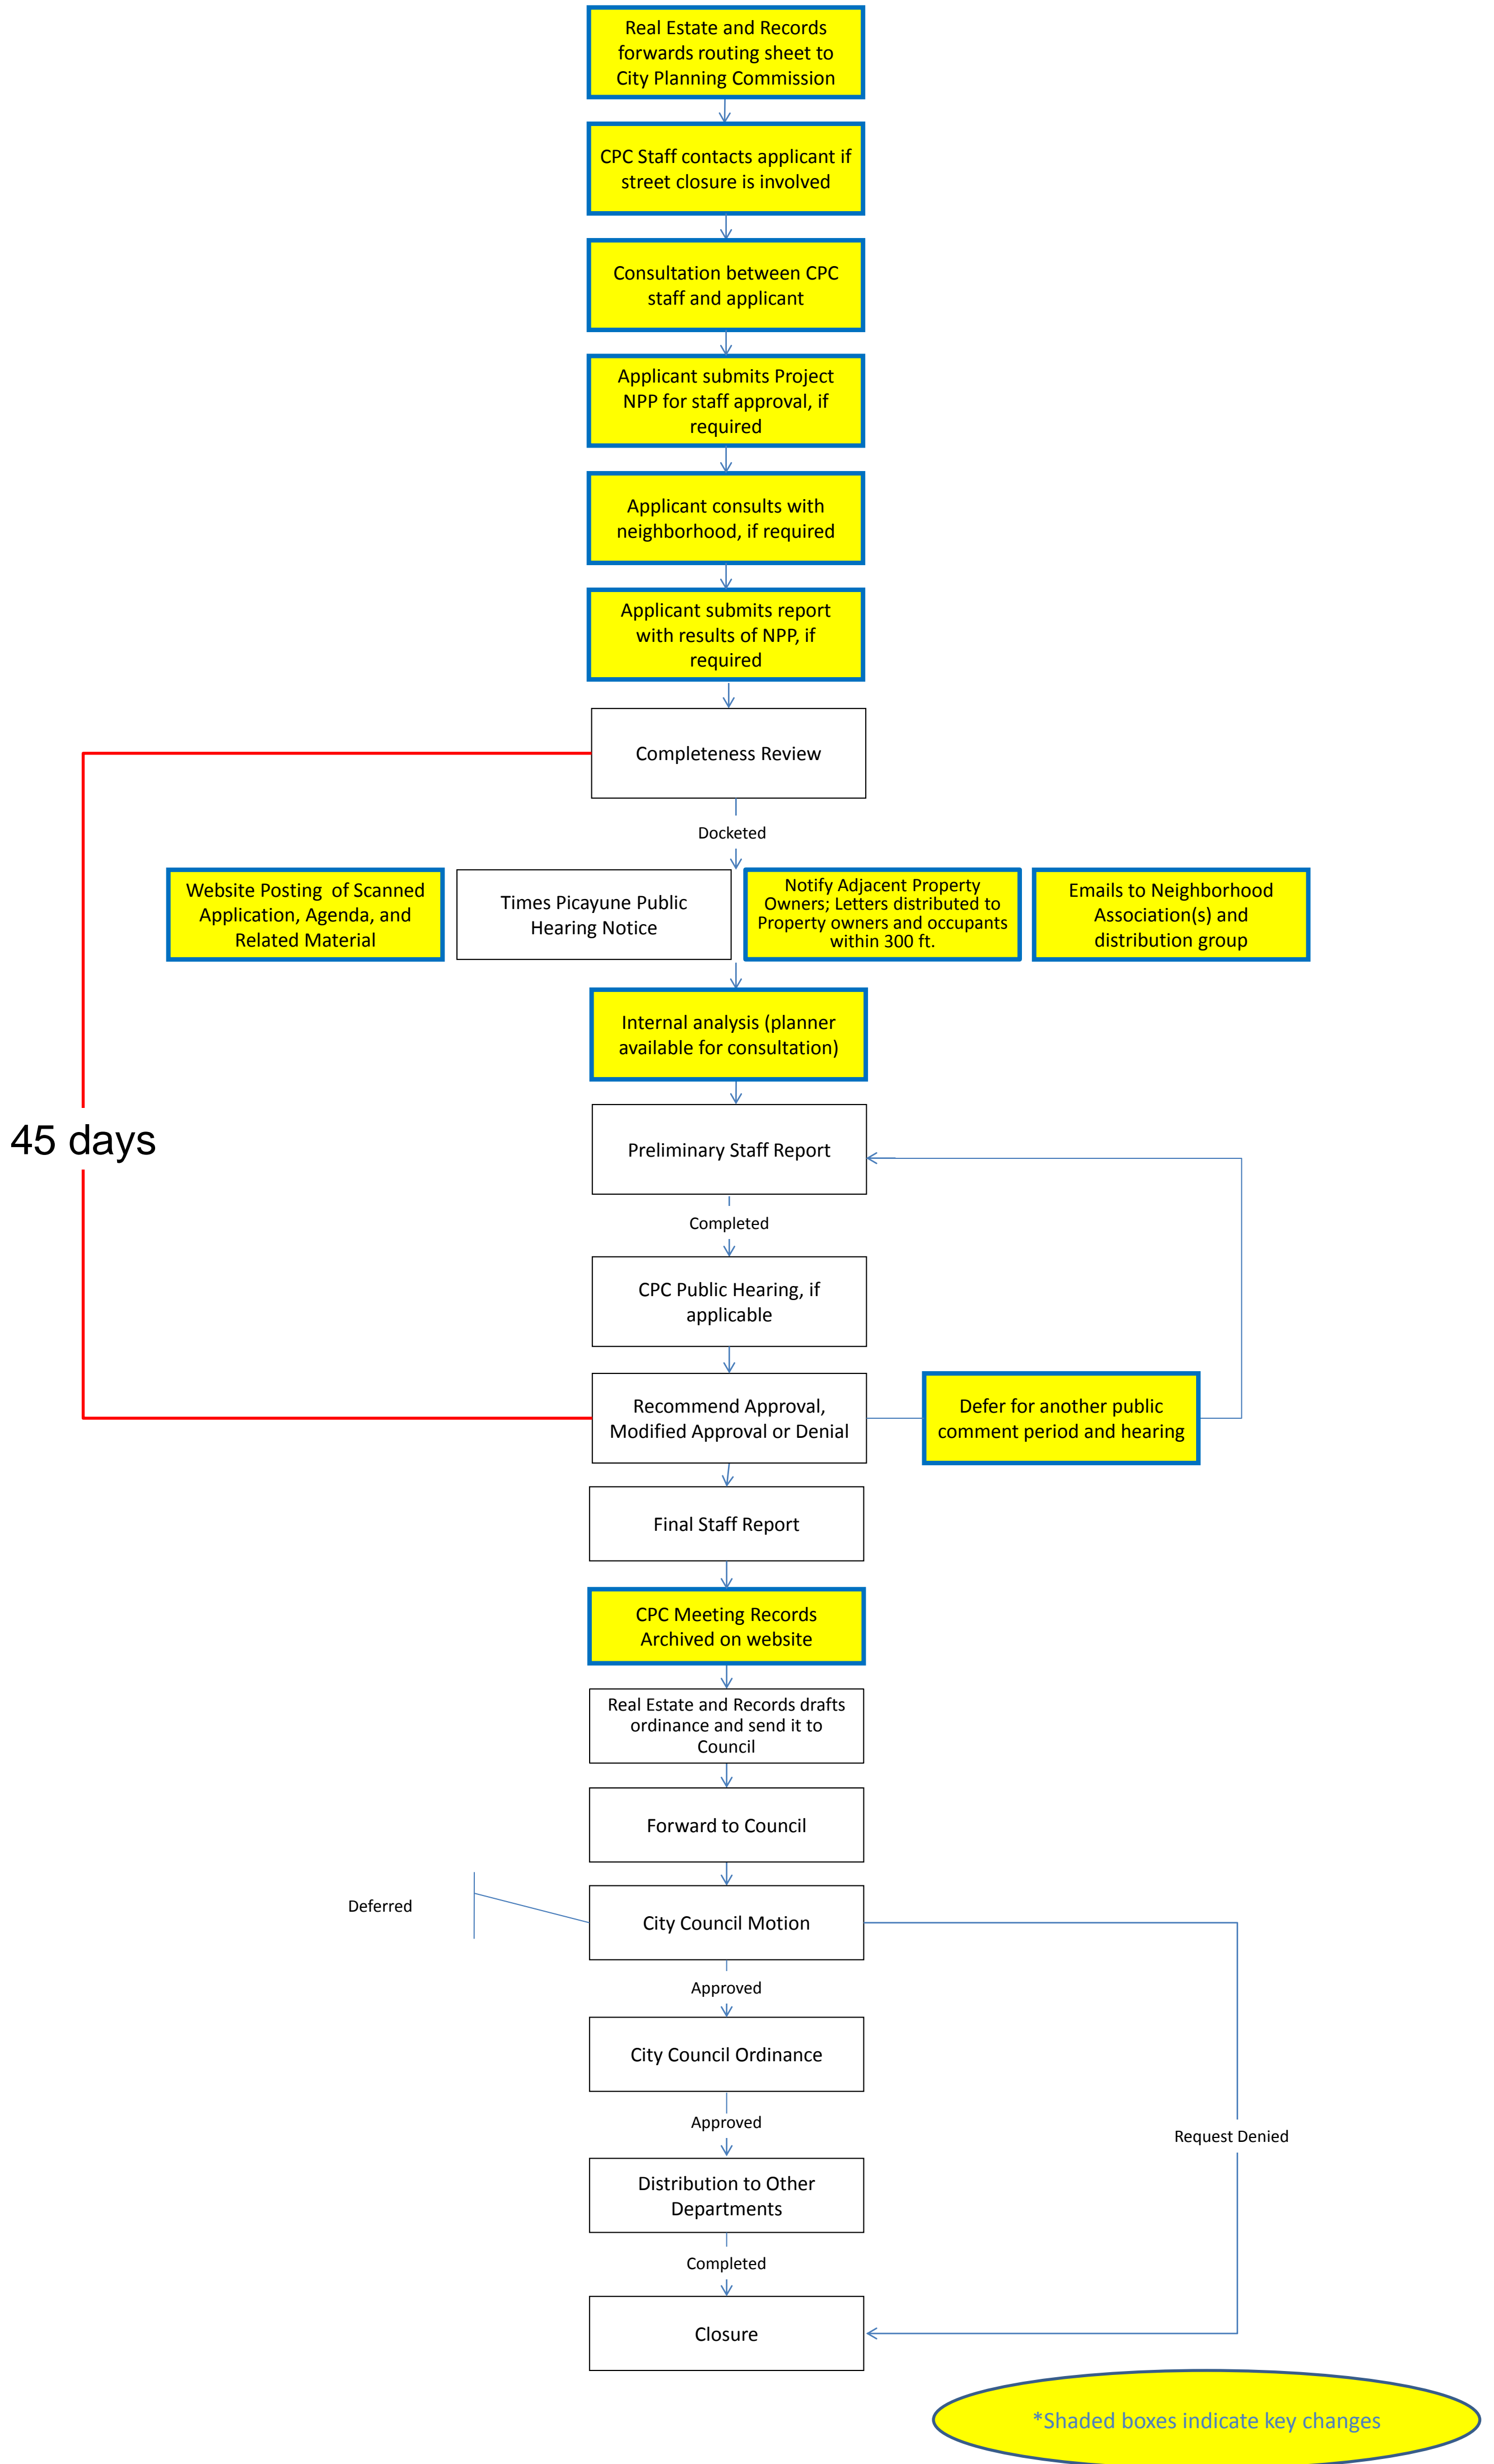 Real Estate and Records
forwards routing sheet to
City Planning Commission
CPC Staff contacts applicant if
street closure is involved
Consultation between CPC
staff and applicant
Applicant submits Project
NPP for staff approval, if
required
Applicant consults with
neighborhood, if required
Applicant submits report
with results of NPP, if
required
Completeness Review
Docketed
Website Posting of Scanned
Application, Agenda, and
Related Material
Times Picayune Public
Hearing Notice
Notify Adjacent Property
Owners; Letters distributed to
Property owners and occupants
within 300 ft.
Emails to Neighborhood
Association(s) and
distribution group
Internal analysis (planner
available for consultation)
45 days
Preliminary Staff Report
Completed
CPC Public Hearing, if
applicable
Recommend Approval,
Modified Approval or Denial
Defer for another public
comment period and hearing
Final Staff Report
CPC Meeting Records
Archived on website
Real Estate and Records drafts
ordinance and send it to
Council
Forward to Council
Deferred
City Council Motion
Approved
City Council Ordinance
Approved
Request Denied
Distribution to Other
Departments
Completed
Closure
*Shaded boxes indicate key changes